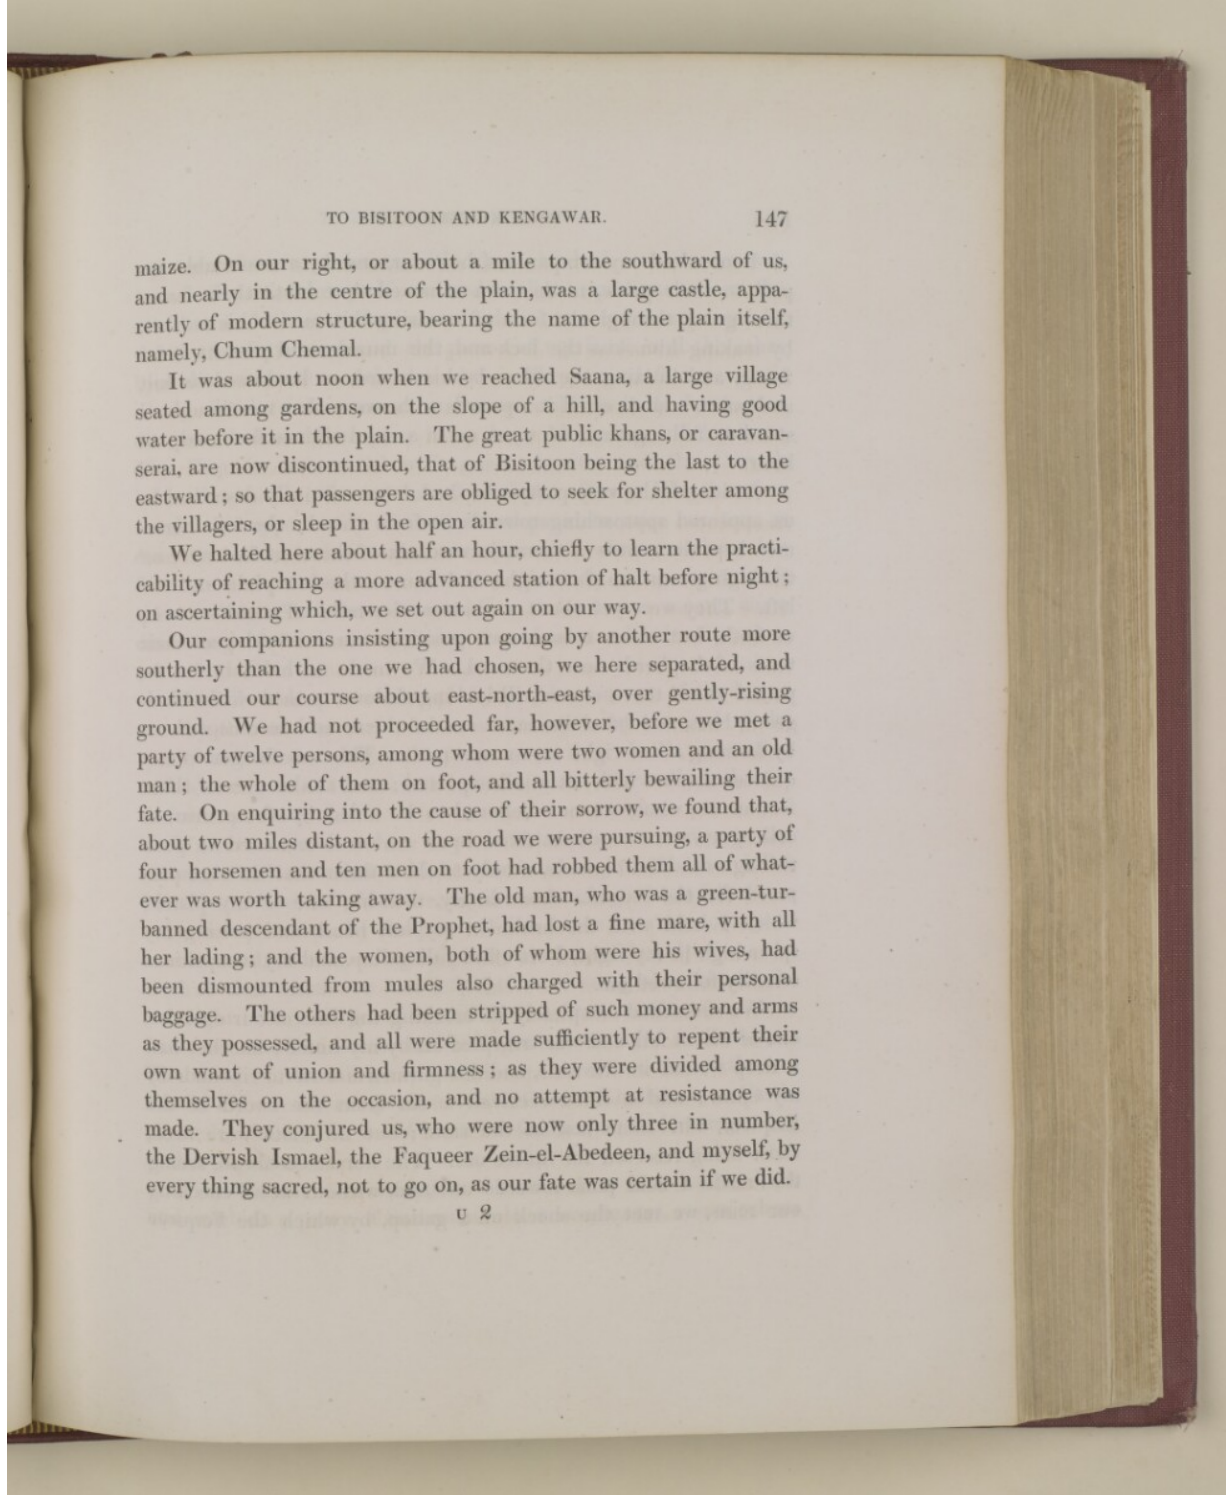 TO BISITOON AND KENGAWAR. 147
maize. On our right, or about a mile to the southward of us,
and nearly in the centre of the plain, was a large castle, appa-
rently of modern structure, bearing the name of the plain itself,
namely, Chum Chemal.
It was about noon when we reached Saana, a large village
seated among gardens, on the slope of a hill, and having good
water before it in the plain. The great public khans, or caravan-
serai, are now discontinued, that of Bisitoon being the last to the
eastward; so that passengers are obliged to seek for shelter among
the villagers, or sleep in the open air.
We halted here about half an hour, chiefly to learn the practi-
cability of reaching a more advanced station of halt before night;
on ascertaining which, we set out again on our way.
Our companions insisting upon going by another route more
southerly than the one we had chosen, we here separated, and
continued our course about east-north-east, over gently-rising
ground. We had not proceeded far, however, before we met a
party of twelve persons, among whom were two women and an old
man; the whole of them on foot, and all bitterly bewailing their
fate. On enquiring into the cause of their sorrow, we found that,
about two miles distant, on the road we were pursuing, a party of
four horsemen and ten men on foot had robbed them all of what-
ever was worth taking away. The old man, who was a green-tur-
banned descendant of the Prophet, had lost a fine mare, with all
her lading; and the women, both of whom were his wives, had
been dismounted from mules also charged with their personal
baggage. The others had been stripped of such money and arms
as they possessed, and all were made sufficiently to repent their
own want of union and firmness; as they were divided among
themselves on the occasion, and no attempt at resistance was
made. They conjured us, who were now only three in number,
the Dervish Ismael, the Faqueer Zein-el-Abedeen, and myself, by
every thing sacred, not to go on, as our fate was certain if we did.
U 2